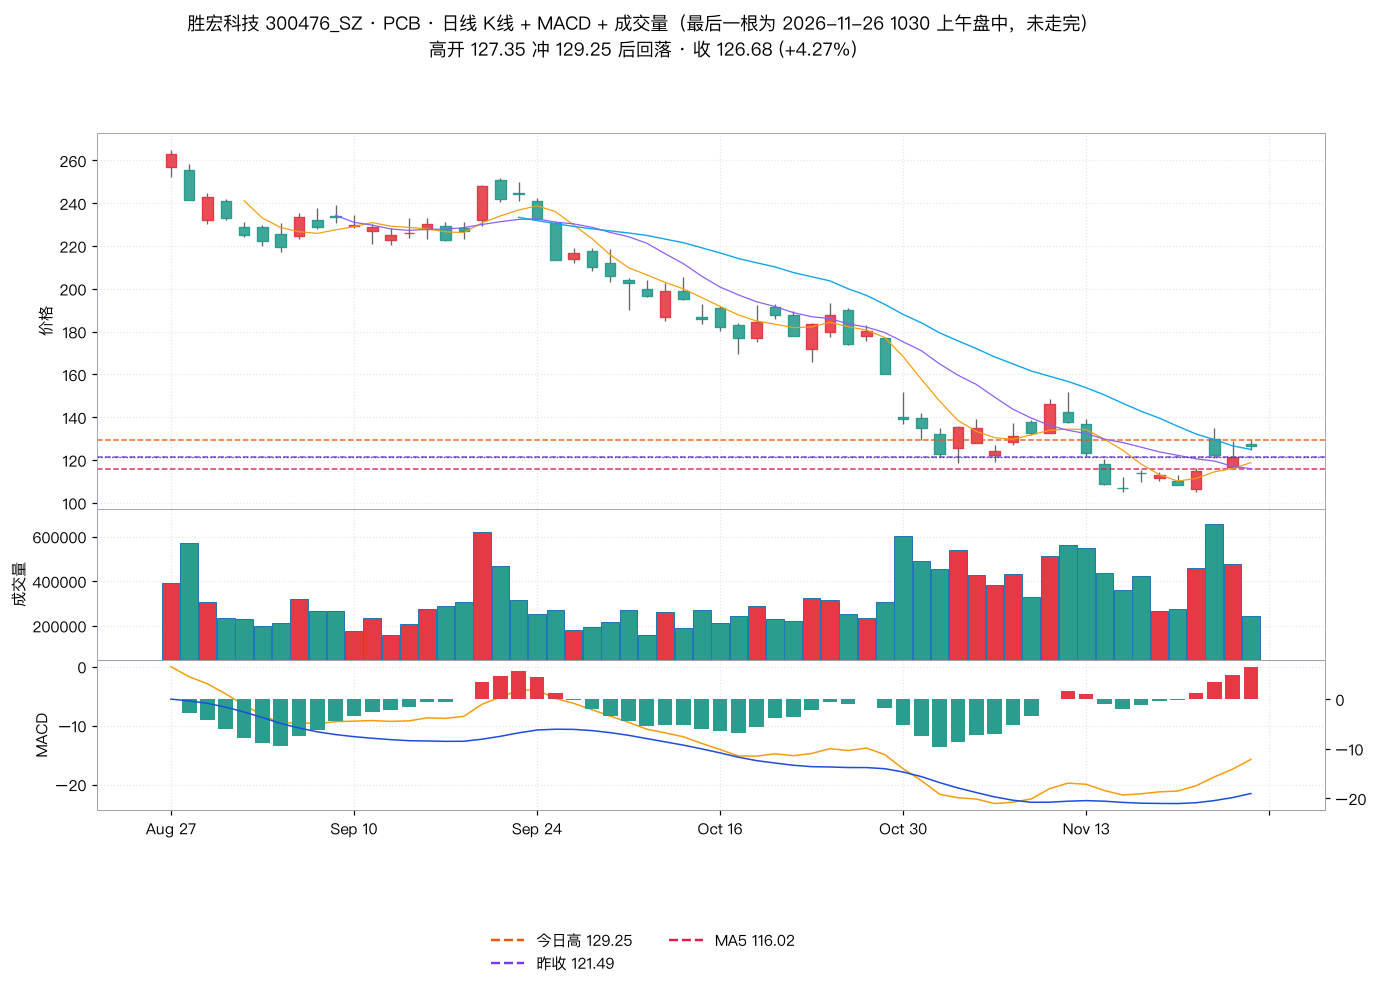 胜宏科技 300476_SZ · PCB · 日线 K线 + MACD + 成交量（最后一根为 2026-11-26 1030 上午盘中，未走完）
高开 127.35 冲 129.25 后回落 · 收 126.68 (+4.27%)
价格
260
240
220
200
180
160
140
120
100
成交量
600000
400000
200000
MACD
0
−10
−20
0
−10
−20
Aug 27
Sep 10
Sep 24
Oct 16
Oct 30
Nov 13
今日高 129.25
昨收 121.49
MA5 116.02